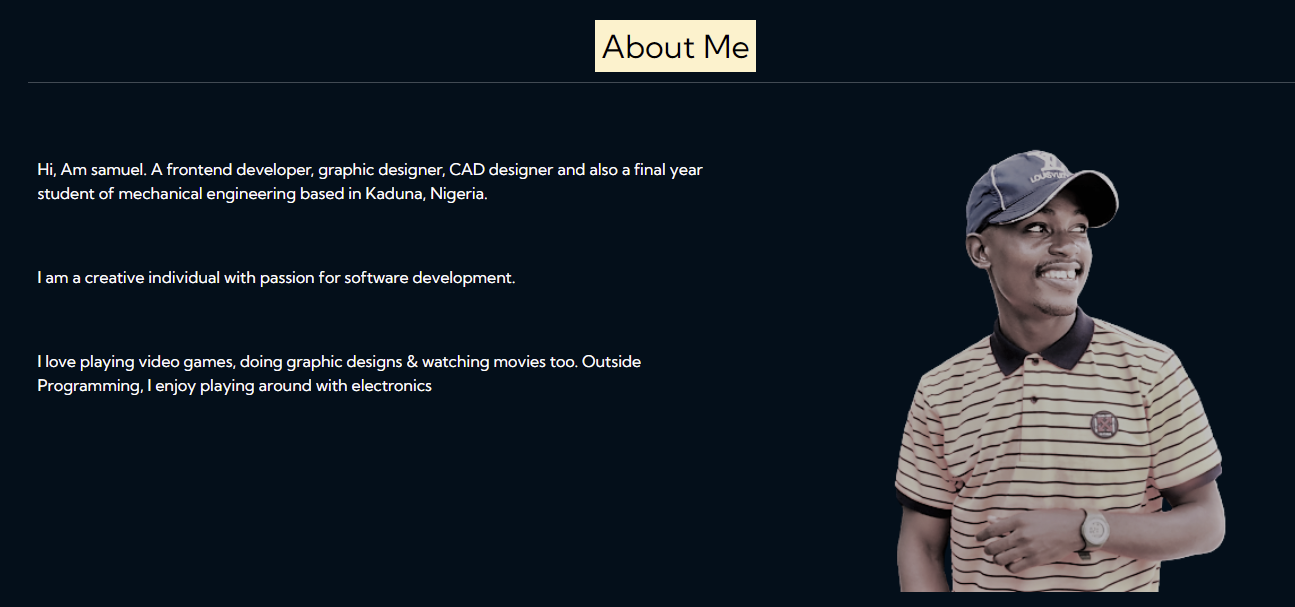 About Me
Hi, Am samuel. A frontend developer, graphic designer, CAD designer and also a final year
student of mechanical engineering based in Kaduna, Nigeria.
I am a creative individual with passion for software development.
I love playing video games, doing graphic designs & watching movies too. Outside
Programming, I enjoy playing around with electronics